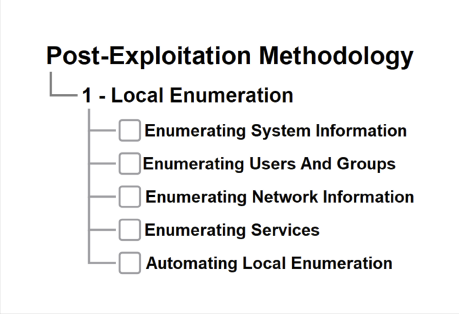 Post-Exploitation Methodology
1 - Local Enumeration
Enumerating System Information
Enumerating Users And Groups
Enumerating Network Information
Enumerating Services
Automating Local Enumeration